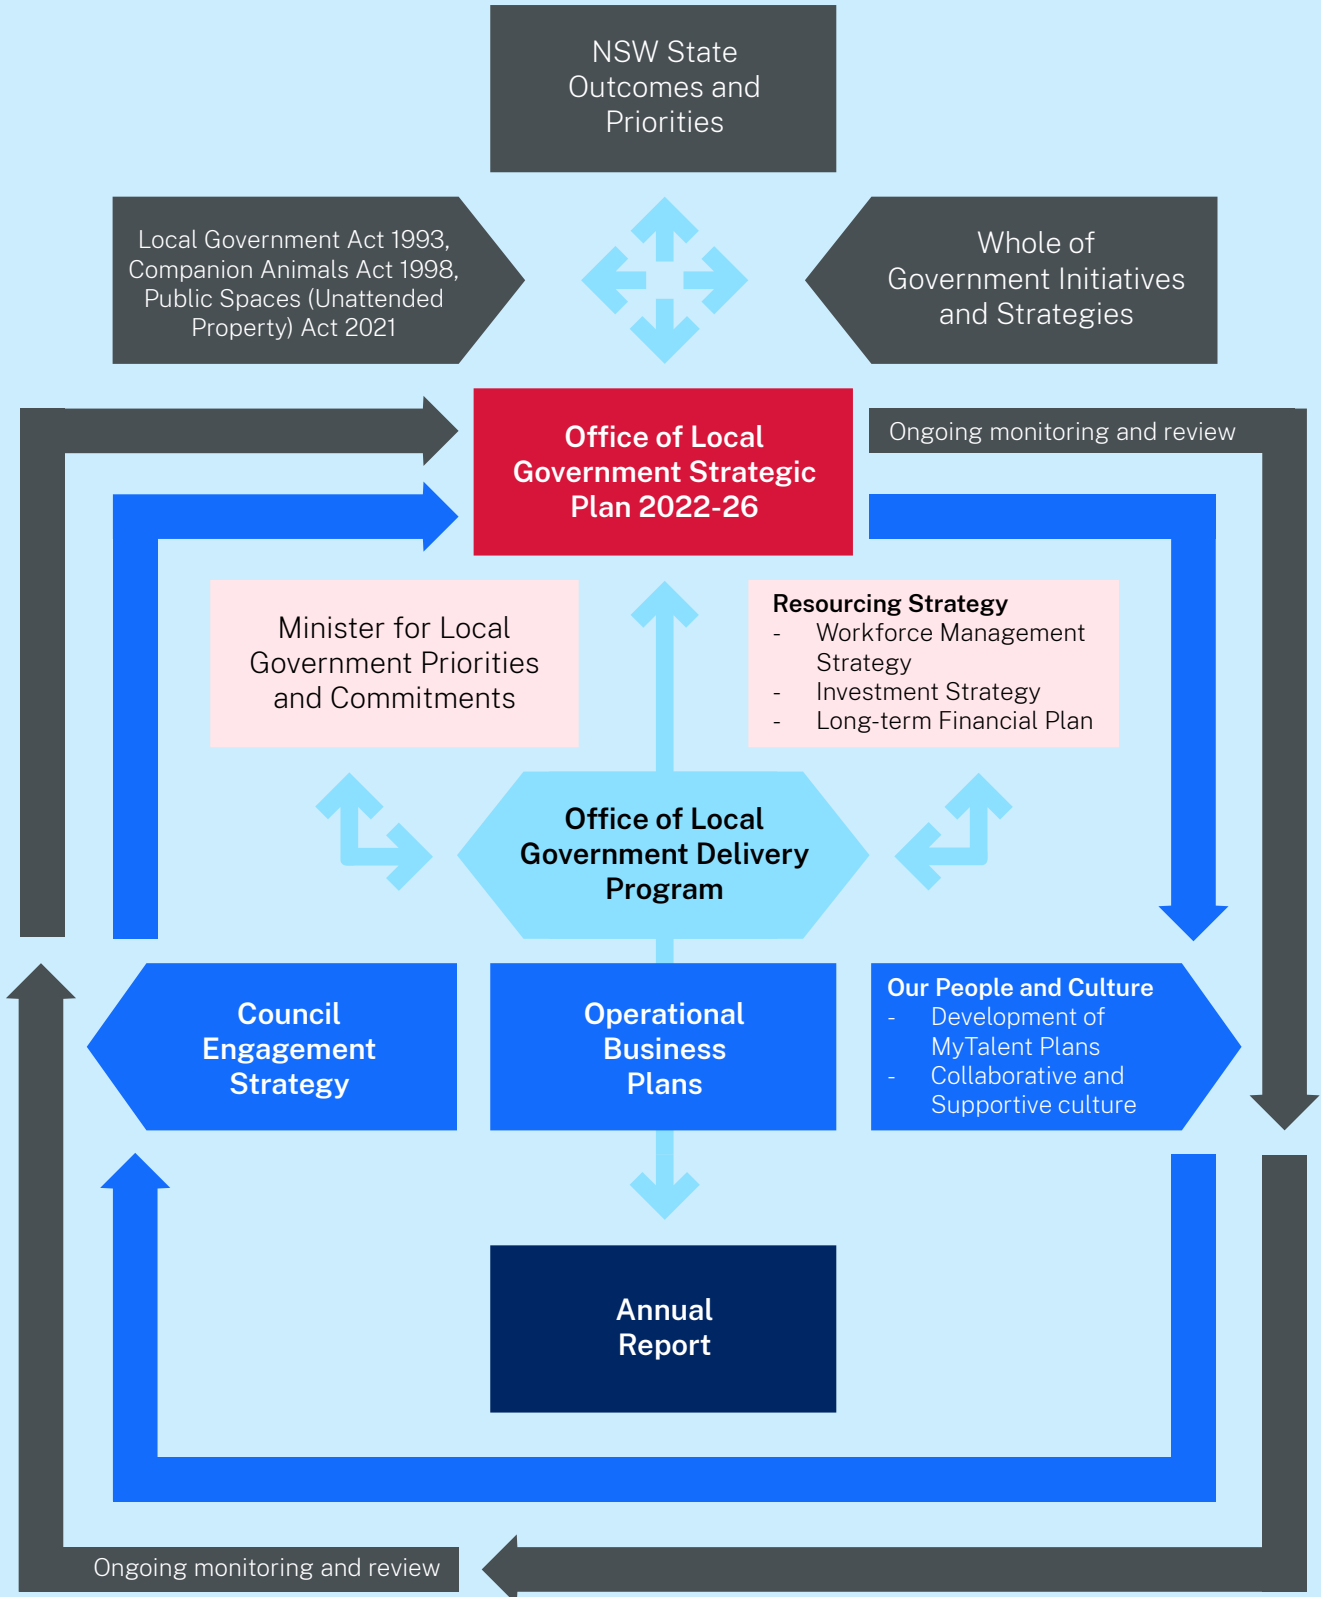 NSW State
Outcomes and
Priorities
Local Government Act 1993,
Companion Animals Act 1998,
Public Spaces (Unattended
Property) Act 2021
Whole of
Government Initiatives
and Strategies
Office of Local
Government Strategic
Plan 2022-26
Ongoing monitoring and review
Minister for Local
Government Priorities
and Commitments
Resourcing Strategy
- Workforce Management
Strategy
- Investment Strategy
- Long-term Financial Plan
Office of Local
Government Delivery
Program
Council
Engagement
Strategy
Operational
Business
Plans
Our People and Culture
- Development of
MyTalent Plans
- Collaborative and
Supportive culture
Annual
Report
Ongoing monitoring and review